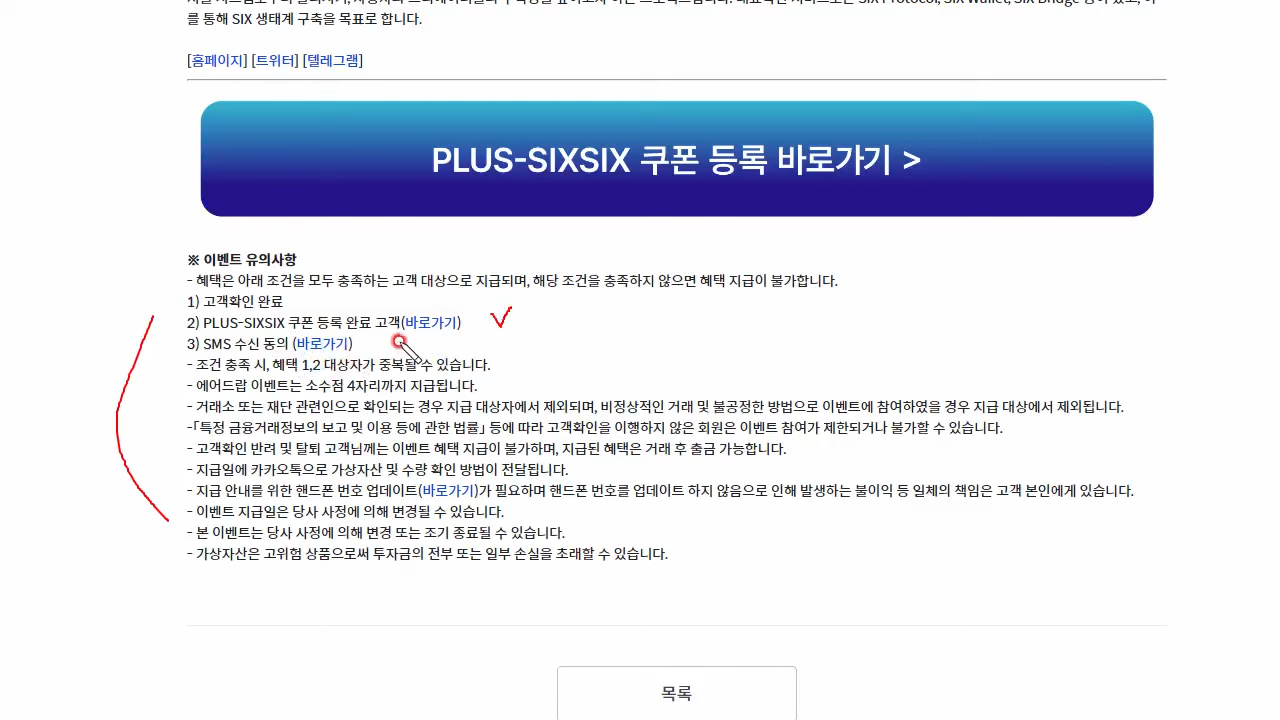 를 통해 SIX 생태계 구축을 목표로 합니다.
[홈페이지] [트위터] [텔레그램]
PLUS-SIXSIX 쿠폰 등록 바로가기 >
※ 이벤트 유의사항
- 혜택은 아래 조건을 모두 충족하는 고객 대상으로 지급되며, 해당 조건을 충족하지 않으면 혜택 지급이 불가합니다.
1) 고객확인 완료
2) PLUS-SIXSIX 쿠폰 등록 완료 고객(바로가기)
3) SMS 수신 동의 (바로가기)
- 조건 충족 시, 혜택 1,2 대상자가 중복될 수 있습니다.
- 에어드랍 이벤트는 소수점 4자리까지 지급됩니다.
- 거래소 또는 재단 관련인으로 확인되는 경우 지급 대상자에서 제외되며, 비정상적인 거래 및 불공정한 방법으로 이벤트에 참여하였을 경우 지급 대상에서 제외됩니다.
-「특정 금융거래정보의 보고 및 이용 등에 관한 법률」 등에 따라 고객확인을 이행하지 않은 회원은 이벤트 참여가 제한되거나 불가할 수 있습니다.
- 고객확인 반려 및 탈퇴 고객님께는 이벤트 혜택 지급이 불가하며, 지급된 혜택은 거래 후 출금 가능합니다.
- 지급일에 카카오톡으로 가상자산 및 수량 확인 방법이 전달됩니다.
- 지급 안내를 위한 핸드폰 번호 업데이트(바로가기)가 필요하며 핸드폰 번호를 업데이트 하지 않음으로 인해 발생하는 불이익 등 일체의 책임은 고객 본인에게 있습니다.
- 이벤트 지급일은 당사 사정에 의해 변경될 수 있습니다.
- 본 이벤트는 당사 사정에 의해 변경 또는 조기 종료될 수 있습니다.
- 가상자산은 고위험 상품으로써 투자금의 전부 또는 일부 손실을 초래할 수 있습니다.
목록